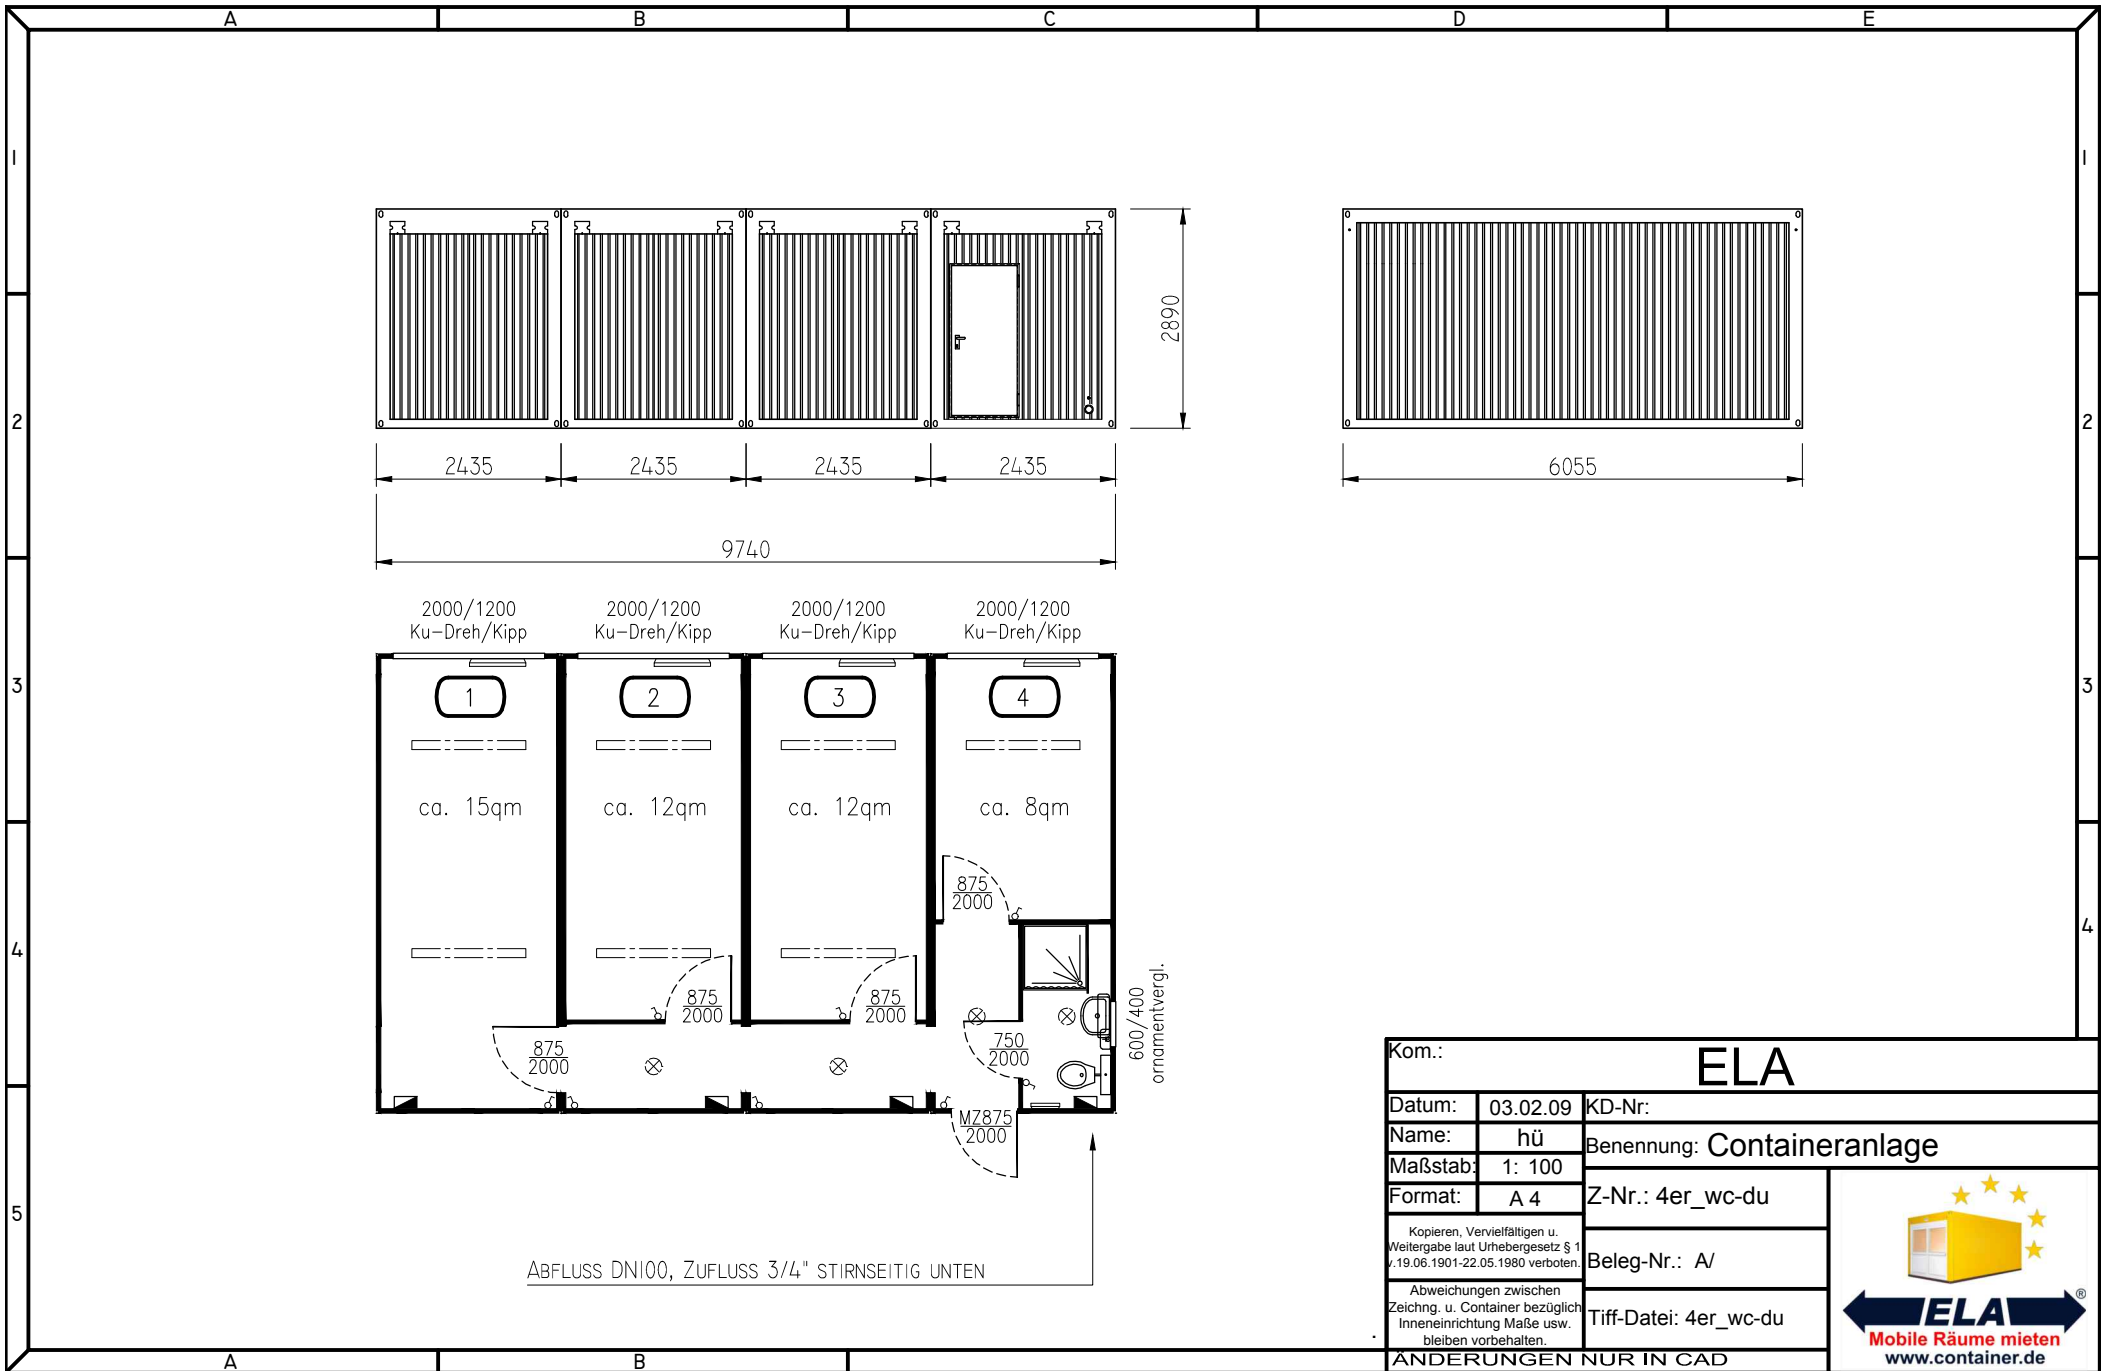 A B C D E
1 1
2890
2 2
2435 2435 2435 2435
6055
9740
2000/1200 2000/1200 2000/1200 2000/1200
Ku-Dreh/Kipp Ku-Dreh/Kipp Ku-Dreh/Kipp Ku-Dreh/Kipp
3 3
1 2 3 4
ca. 15qm ca. 12qm ca. 12qm ca. 8qm
875
2000
4 4
875
2000
875
2000
875
2000
750
2000
600/400
ornamentvergl.
MZ875
2000
5
ABFLUSS DN100, ZUFLUSS 3/4" STIRNSEITIG UNTEN
Kom.: ELA
Datum: 03.02.09 KD-Nr:
Name: hü Benennung: Containeranlage
Maßstab: 1: 100
Format: A 4 Z-Nr.: 4er_wc-du
Kopieren, Vervielfältigen u.
Weitergabe laut Urhebergesetz § 1
v.19.06.1901-22.05.1980 verboten.
Beleg-Nr.: A/
Abweichungen zwischen
Zeichng. u. Container bezüglich
Inneneinrichtung Maße usw.
bleiben vorbehalten.
Tiff-Datei: 4er_wc-du
ELA ®
Mobile Räume mieten
www.container.de
ÄNDERUNGEN NUR IN CAD
A B